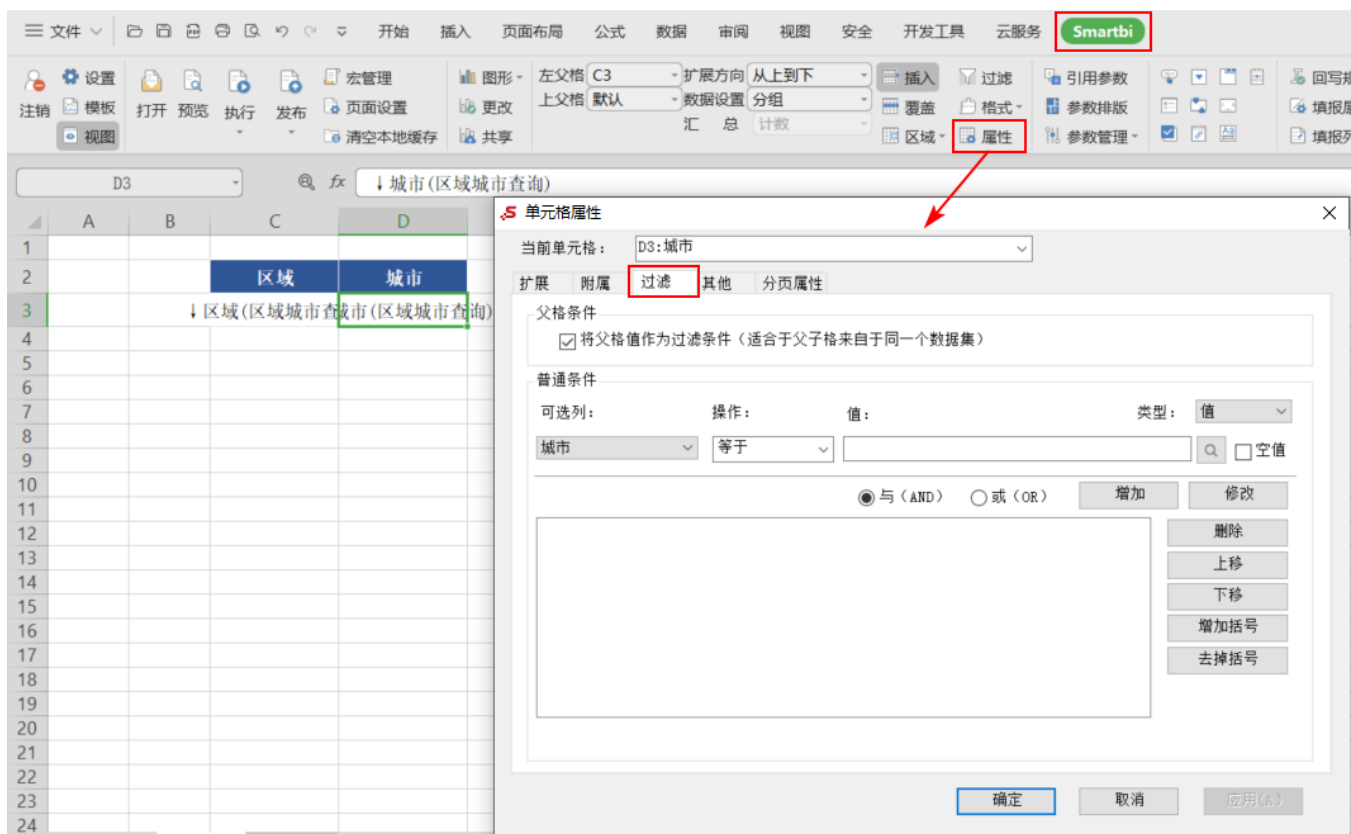 文件 开始 插入 页面布局 公式 数据 审阅 视图 安全 开发工具 云服务 Smartbi
设置 宏管理 图形 左父格 C3 扩展方向 从上到下 插入 过滤 引用参数 回写规
注销 模板 打开 预览 执行 发布 页面设置 更改 上父格 默认 数据设置 分组 覆盖 格式 参数排版 填报属
视图 清空本地缓存 共享 汇 总 计数 区域 属性 参数管理 填报列
D3 fx ↓城市(区域城市查询)
A B C D
S 单元格属性
当前单元格: D3:城市
扩展 附属 过滤 其他 分页属性
1
2 区域 城市
3 ↓区域(区域城市查 城市(区域城市查询)
父格条件
将父格值作为过滤条件(适合于父子格来自于同一个数据集)
普通条件
可选列: 操作: 值: 类型: 值
城市 等于 空值
与(AND) 或(OR) 增加 修改
删除
上移
下移
增加括号
去掉括号
确定 取消 应用(A)
4
5
6
7
8
9
10
11
12
13
14
15
16
17
18
19
20
21
22
23
24